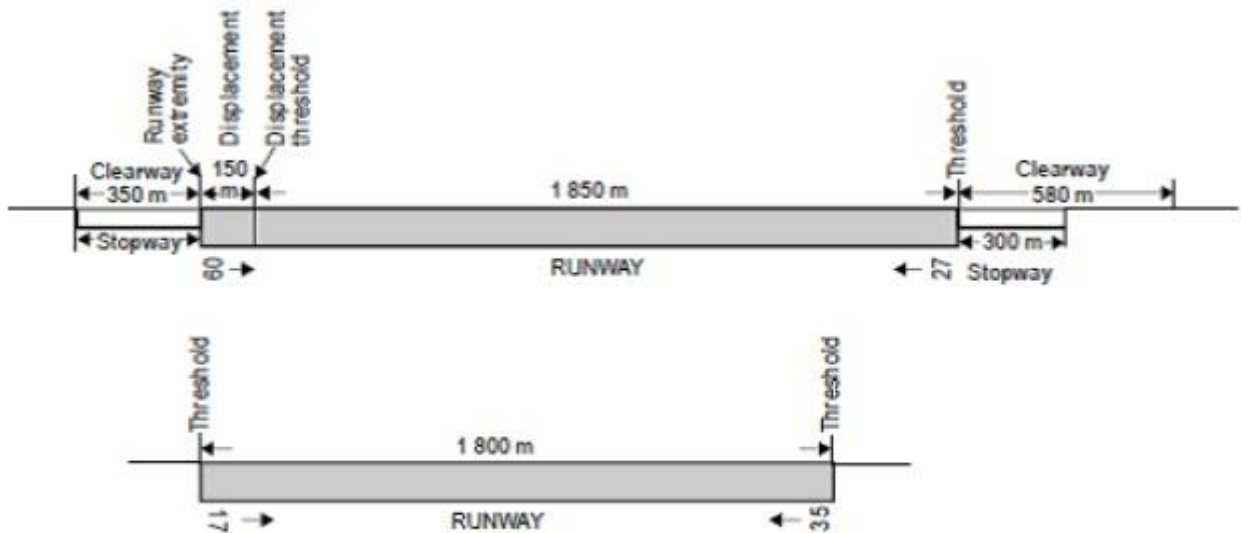 Runway
extremity
Displacement
Displacement
threshold
Threshold
Clearway
350 m
150
m
1 850 m
Clearway
580 m
Stopway
300 m
09
RUNWAY
27
Stopway
Threshold
Threshold
1 800 m
17
RUNWAY
35